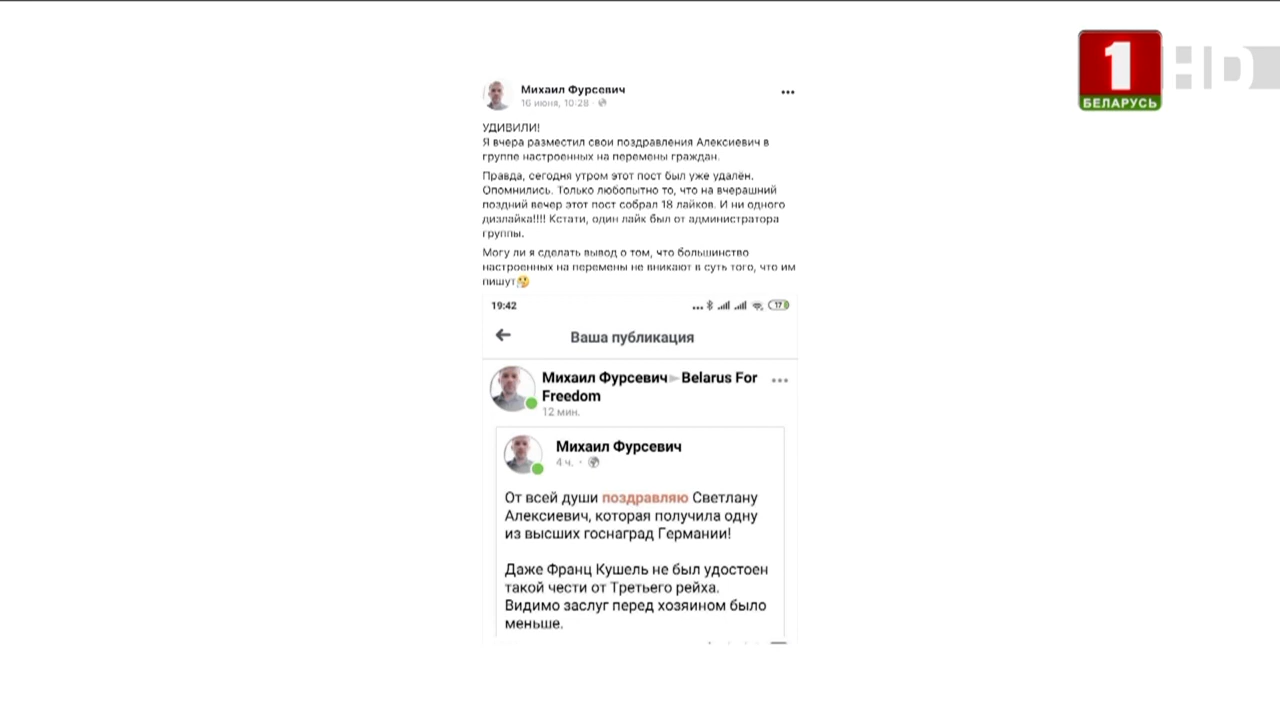 1 HD
БЕЛАРУСЬ
Михаил Фурсевич
16 июня, 10:28
УДИВИЛИ!
Я вчера разместил свои поздравления Алексиевич в
группе настроенных на перемены граждан.
Правда, сегодня утром этот пост был уже удалён.
Опомнились. Только любопытно то, что на вчерашний
поздний вечер этот пост собрал 18 лайков. И ни одного
дизлайка!!!! Кстати, один лайк был от администратора
группы.
Могу ли я сделать вывод о том, что большинство
настроенных на перемены не вникают в суть того, что им
пишут🤔
19:42
17
Ваша публикация
Михаил Фурсевич ▸ Belarus For
Freedom
12 мин.
Михаил Фурсевич
4 ч. ·
От всей души поздравляю Светлану
Алексиевич, которая получила одну
из высших госнаград Германии!
Даже Франц Кушель не был удостоен
такой чести от Третьего рейха.
Видимо заслуг перед хозяином было
меньше.